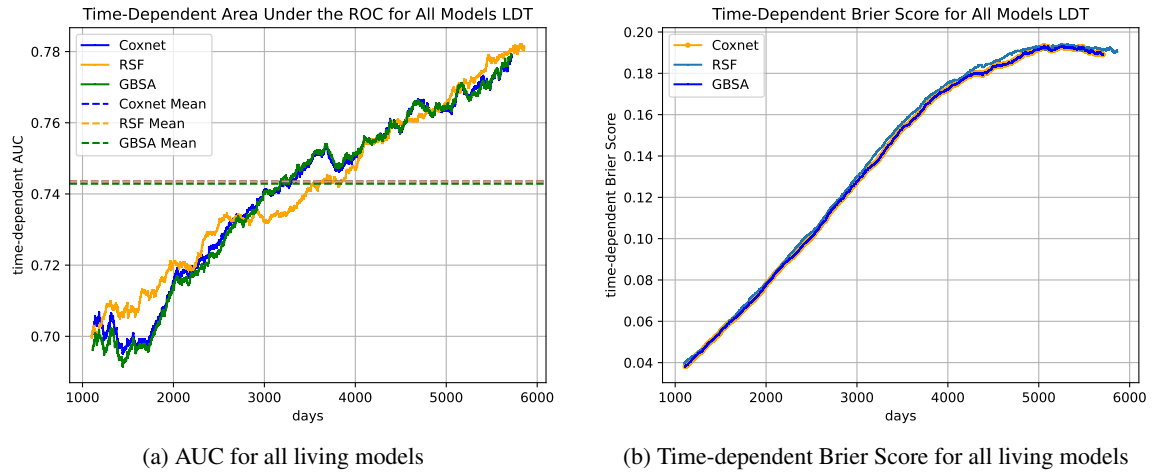 Time-Dependent Area Under the ROC for All Models LDT
Coxnet
RSF
GBSA
Coxnet Mean
RSF Mean
GBSA Mean
time-dependent AUC
0.78
0.76
0.74
0.72
0.70
1000 2000 3000 4000 5000 6000
days
(a) AUC for all living models
Time-Dependent Brier Score for All Models LDT
Coxnet
RSF
GBSA
time-dependent Brier Score
0.20
0.18
0.16
0.14
0.12
0.10
0.08
0.06
0.04
1000 2000 3000 4000 5000 6000
days
(b) Time-dependent Brier Score for all living models